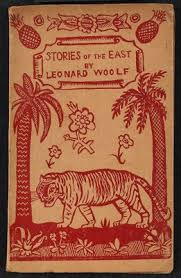 STORIES OF THE EAST
BY
LEONARD WOOLF